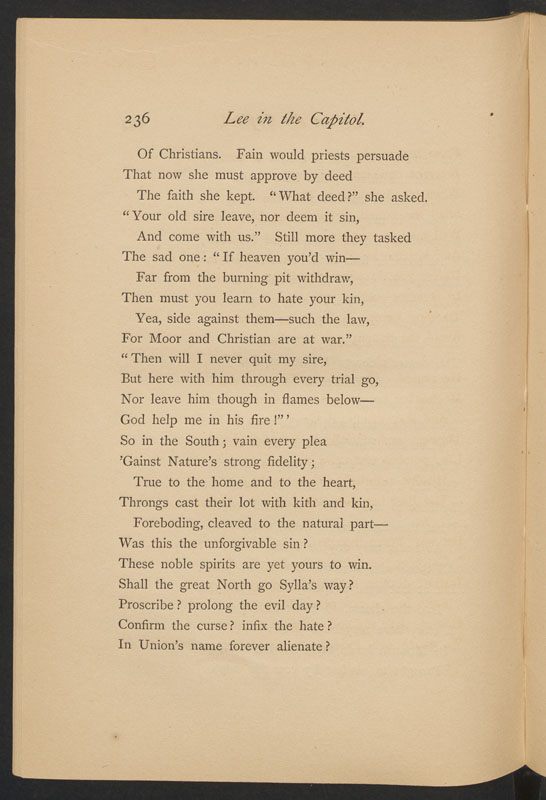 236 Lee in the Capitol.
Of Christians. Fain would priests persuade
That now she must approve by deed
The faith she kept. “What deed?” she asked.
“Your old sire leave, nor deem it sin,
And come with us.” Still more they tasked
The sad one: “If heaven you’d win—
Far from the burning pit withdraw,
Then must you learn to hate your kin,
Yea, side against them—such the law,
For Moor and Christian are at war.”
“Then will I never quit my sire,
But here with him through every trial go,
Nor leave him though in flames below—
God help me in his fire!”’
So in the South; vain every plea
’Gainst Nature’s strong fidelity;
True to the home and to the heart,
Throngs cast their lot with kith and kin,
Foreboding, cleaved to the natural part—
Was this the unforgivable sin?
These noble spirits are yet yours to win.
Shall the great North go Sylla’s way?
Proscribe? prolong the evil day?
Confirm the curse? infix the hate?
In Union’s name forever alienate?